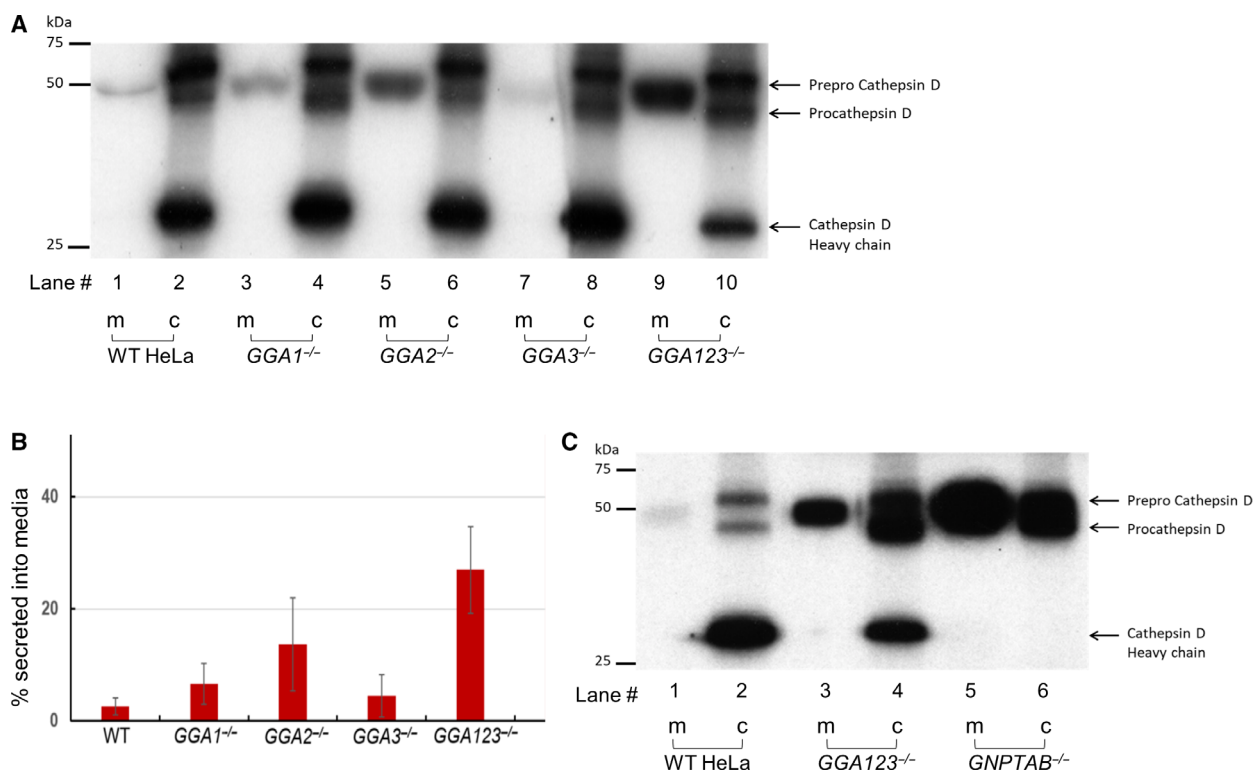 A
kDa
75
50
25
Prepro Cathepsin D
Procathepsin D
Cathepsin D
Heavy chain
Lane # 1 2 3 4 5 6 7 8 9 10
m c m c m c m c m c
WT HeLa GGA1–/– GGA2–/– GGA3–/– GGA123–/–
B
% secreted into media
40
20
0
WT GGA1–/– GGA2–/– GGA3–/– GGA123–/–
C
kDa
75
50
25
Prepro Cathepsin D
Procathepsin D
Cathepsin D
Heavy chain
Lane # 1 2 3 4 5 6
m c m c m c
WT HeLa GGA123–/– GNPTAB–/–